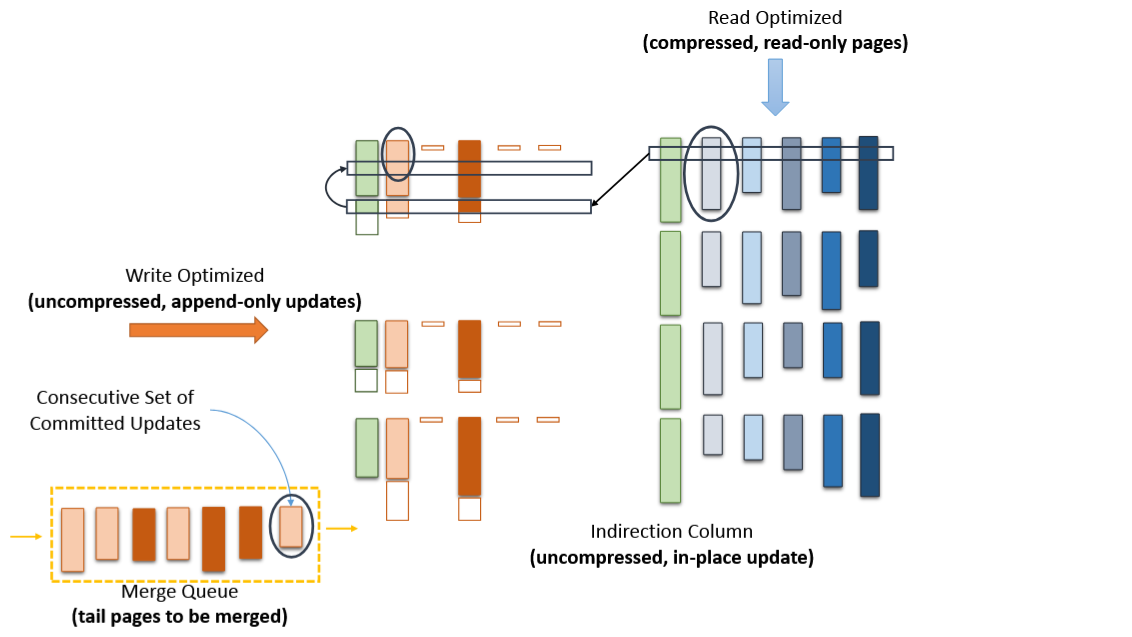 Read Optimized
(compressed, read-only pages)
Write Optimized
(uncompressed, append-only updates)
Consecutive Set of
Committed Updates
Indirection Column
(uncompressed, in-place update)
Merge Queue
(tail pages to be merged)